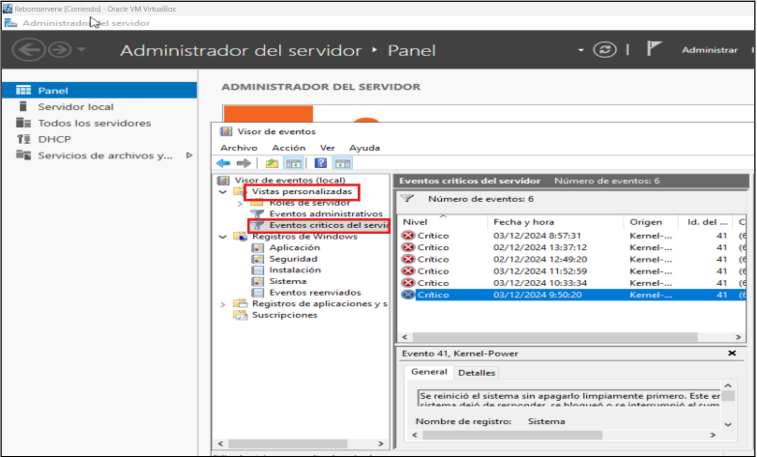 Rebornserverw [Corriendo] - Oracle VM VirtualBox
Administrador del servidor
Administrador del servidor ‣ Panel
Administrar
Panel
Servidor local
Todos los servidores
DHCP
Servicios de archivos y...
ADMINISTRADOR DEL SERVIDOR
Visor de eventos
Archivo Acción Ver Ayuda
Visor de eventos (local)
Vistas personalizadas
Roles de servidor
Eventos administrativos
Eventos criticos del servi
Registros de Windows
Aplicación
Seguridad
Instalación
Sistema
Eventos reenviados
Registros de aplicaciones y s
Suscripciones
Eventos criticos del servidor Número de eventos: 6
Número de eventos: 6
Nivel Fecha y hora Origen Id. del ... C
Crítico 03/12/2024 8:57:31 Kernel-... 41 (6
Crítico 02/12/2024 13:37:12 Kernel-... 41 (6
Crítico 02/12/2024 12:49:20 Kernel-... 41 (6
Crítico 03/12/2024 11:52:59 Kernel-... 41 (6
Crítico 03/12/2024 10:33:34 Kernel-... 41 (6
Crítico 03/12/2024 9:50:20 Kernel-... 41 (6
Evento 41, Kernel-Power
General Detalles
Se reinició el sistema sin apagarlo limpiamente primero. Este er
sistema dejó de responder, se bloqueó o se interrumpió el sum
Nombre de registro: Sistema